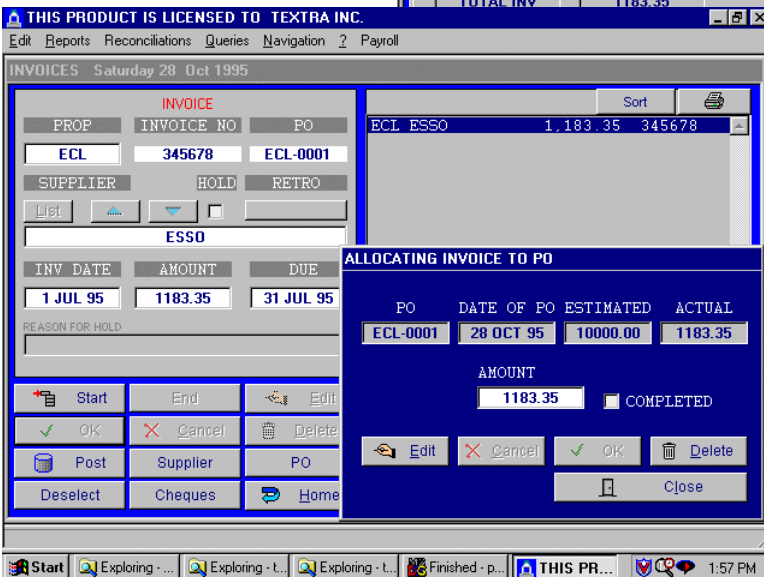 TOTAL INV 1183.35
THIS PRODUCT IS LICENSED TO TEXTRA INC.
Edit Reports Reconciliations Queries Navigation ? Payroll
INVOICES Saturday 28 Oct 1995
INVOICE
PROP INVOICE NO PO
ECL 345678 ECL-0001
SUPPLIER HOLD RETRO
List
ESSO
INV DATE AMOUNT DUE
1 JUL 95 1183.35 31 JUL 95
REASON FOR HOLD
Start End Edit
OK Cancel Delete
Post Supplier PO
Deselect Cheques Home
Sort
ECL ESSO 1,183.35 345678
ALLOCATING INVOICE TO PO
PO DATE OF PO ESTIMATED ACTUAL
ECL-0001 28 OCT 95 10000.00 1183.35
AMOUNT
1183.35 COMPLETED
Edit Cancel OK Delete
Close
Start Exploring - ... Exploring - t... Exploring - t... Finished - p... THIS PR... 1:57 PM